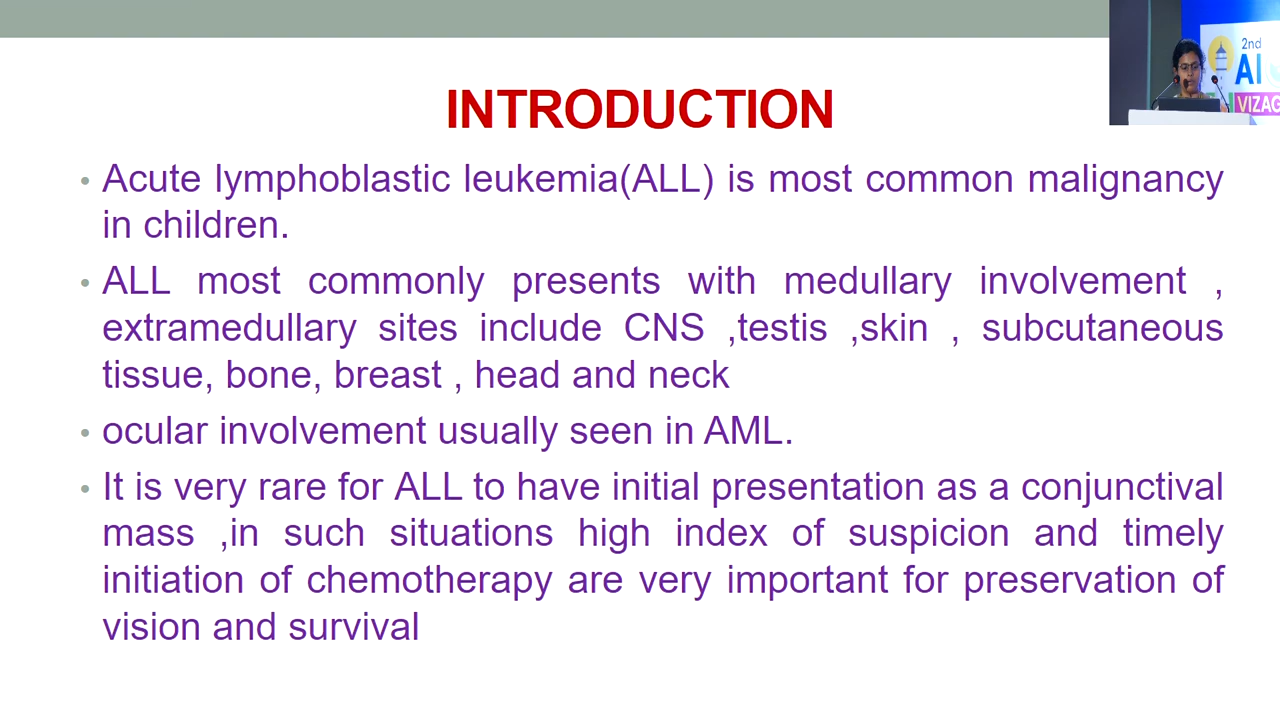 2nd
AI
VIZAG
INTRODUCTION
• Acute lymphoblastic leukemia(ALL) is most common malignancy
in children.
• ALL most commonly presents with medullary involvement ,
extramedullary sites include CNS ,testis ,skin , subcutaneous
tissue, bone, breast , head and neck
• ocular involvement usually seen in AML.
• It is very rare for ALL to have initial presentation as a conjunctival
mass ,in such situations high index of suspicion and timely
initiation of chemotherapy are very important for preservation of
vision and survival